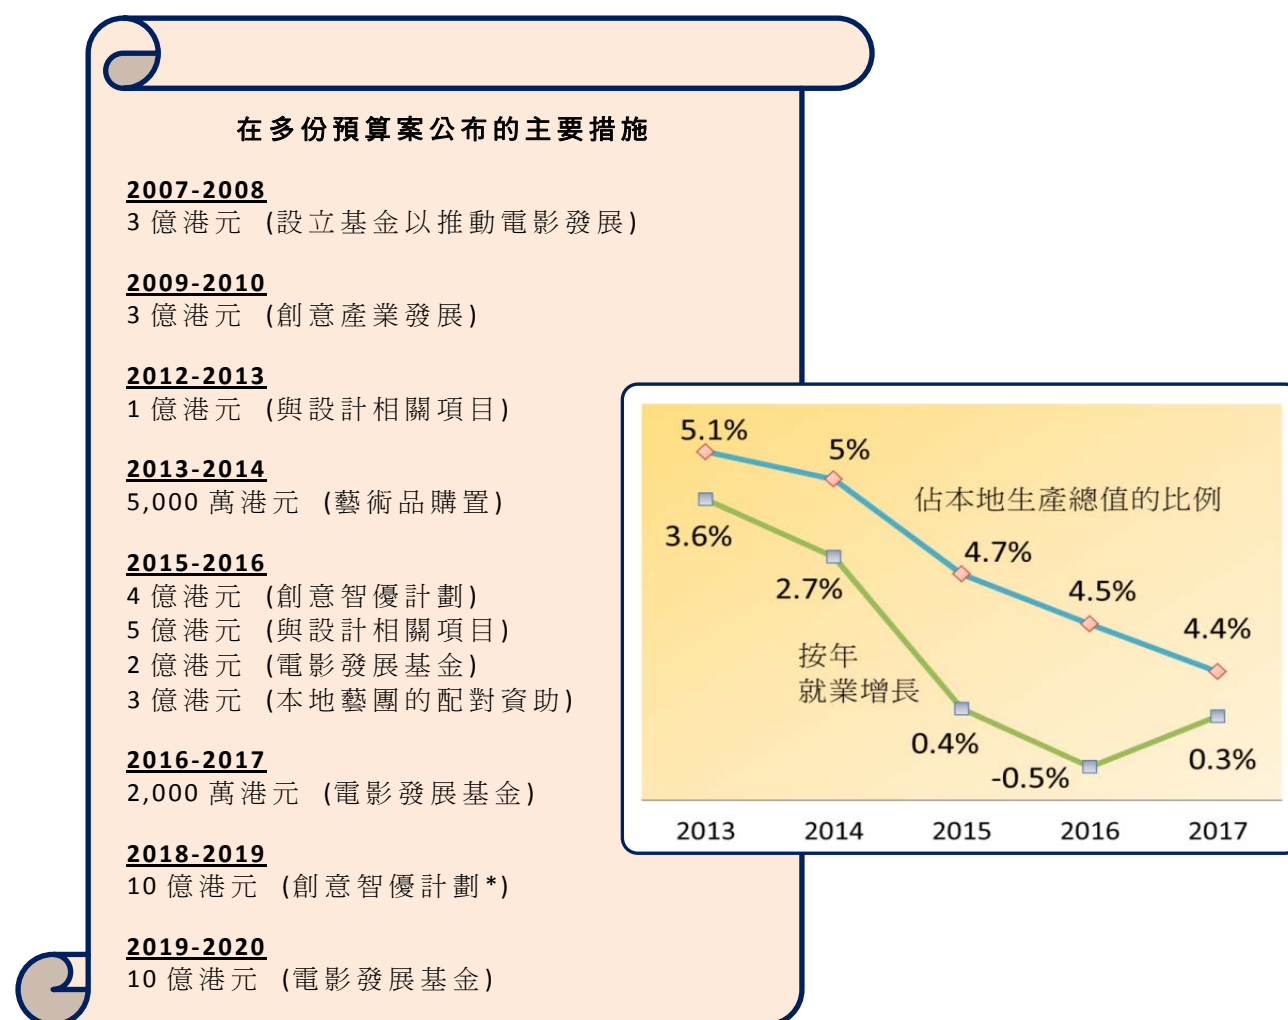 在多份預算案公布的主要措施
2007-2008
3 億港元 (設立基金以推動電影發展)
2009-2010
3 億港元 (創意產業發展)
2012-2013
1 億港元 (與設計相關項目)
2013-2014
5,000 萬港元 (藝術品購置)
2015-2016
4 億港元 (創意智優計劃)
5 億港元 (與設計相關項目)
2 億港元 (電影發展基金)
3 億港元 (本地藝團的配對資助)
2016-2017
2,000 萬港元 (電影發展基金)
2018-2019
10 億港元 (創意智優計劃*)
2019-2020
10 億港元 (電影發展基金)
5.1%
5%
佔本地生產總值的比例
3.6%
4.7%
2.7%
4.5%
4.4%
按年
就業增長
0.4%
-0.5%
0.3%
2013 2014 2015 2016 2017